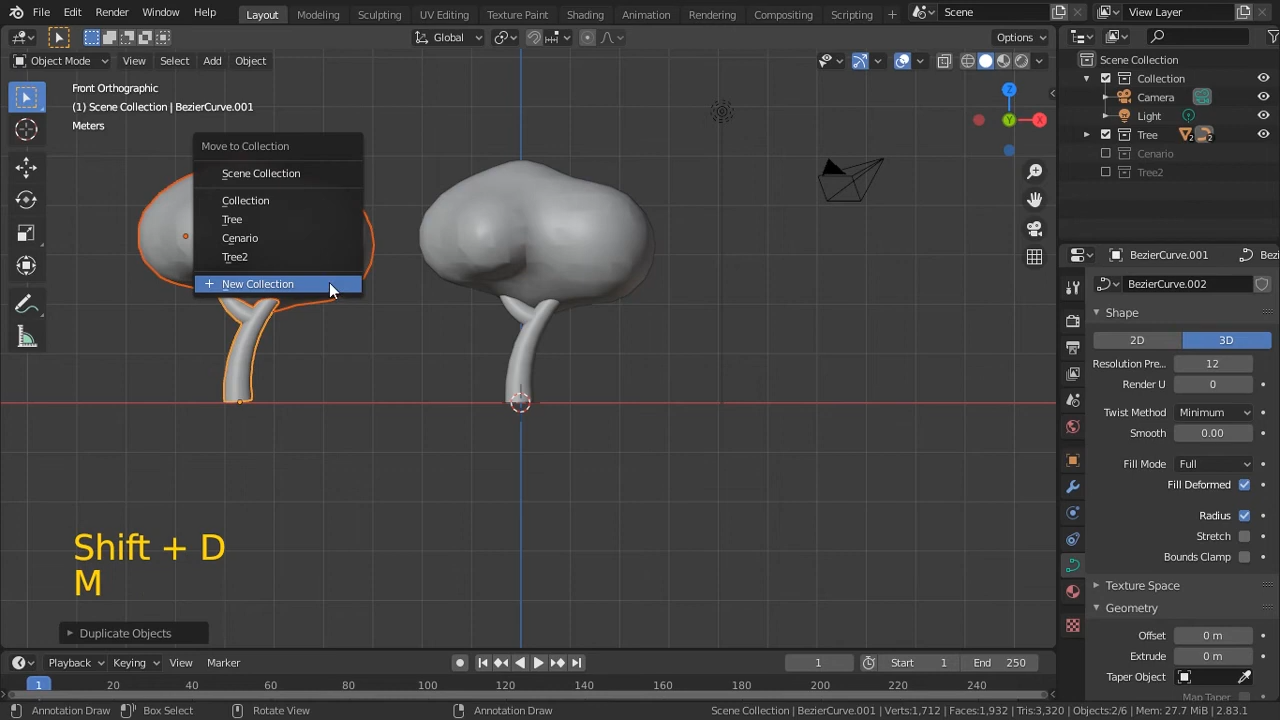 File Edit Render Window Help Layout Modeling Sculpting UV Editing Texture Paint Shading Animation Rendering Compositing Scripting + Scene View Layer
Global Options
Object Mode View Select Add Object
Front Orthographic
(1) Scene Collection | BezierCurve.001
Meters
Move to Collection
Scene Collection
Collection
Tree
Cenario
Tree2
+ New Collection
Z
Y
X
Shift + D
M
Duplicate Objects
Scene Collection
Collection
Camera
Light
Tree 2 2
Cenario
Tree2
BezierCurve.001 Bezi
BezierCurve.002
Shape
2D 3D
Resolution Pre... 12
Render U 0
Twist Method Minimum
Smooth 0.00
Fill Mode Full
Fill Deformed
Radius
Stretch
Bounds Clamp
Texture Space
Geometry
Offset 0 m
Extrude 0 m
Taper Object
Map Taper
Playback Keying View Marker 1 Start 1 End 250
1 20 40 60 80 100 120 140 160 180 200 220 240
Annotation Draw Box Select Rotate View Annotation Draw Scene Collection | BezierCurve.001 | Verts:1,712 | Faces:1,932 | Tris:3,320 | Objects:2/6 | Mem: 27.7 MiB | 2.83.1